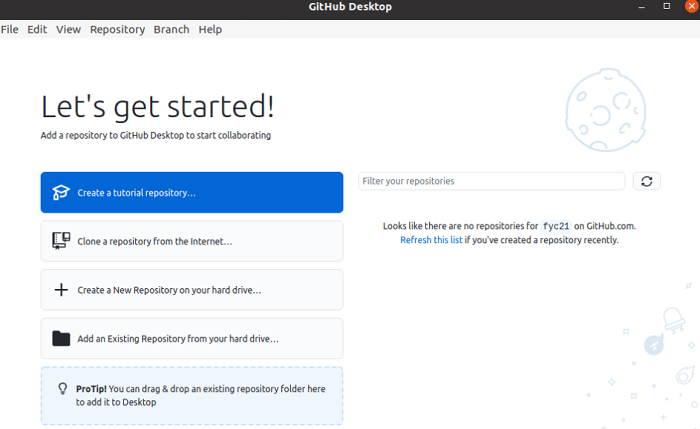 GitHub Desktop
File Edit View Repository Branch Help
Let's get started!
Add a repository to GitHub Desktop to start collaborating
Create a tutorial repository...
Clone a repository from the Internet...
Create a New Repository on your hard drive...
Add an Existing Repository from your hard drive...
ProTip! You can drag & drop an existing repository folder here
to add it to Desktop
Filter your repositories
Looks like there are no repositories for fyc21 on GitHub.com.
Refresh this list if you've created a repository recently.